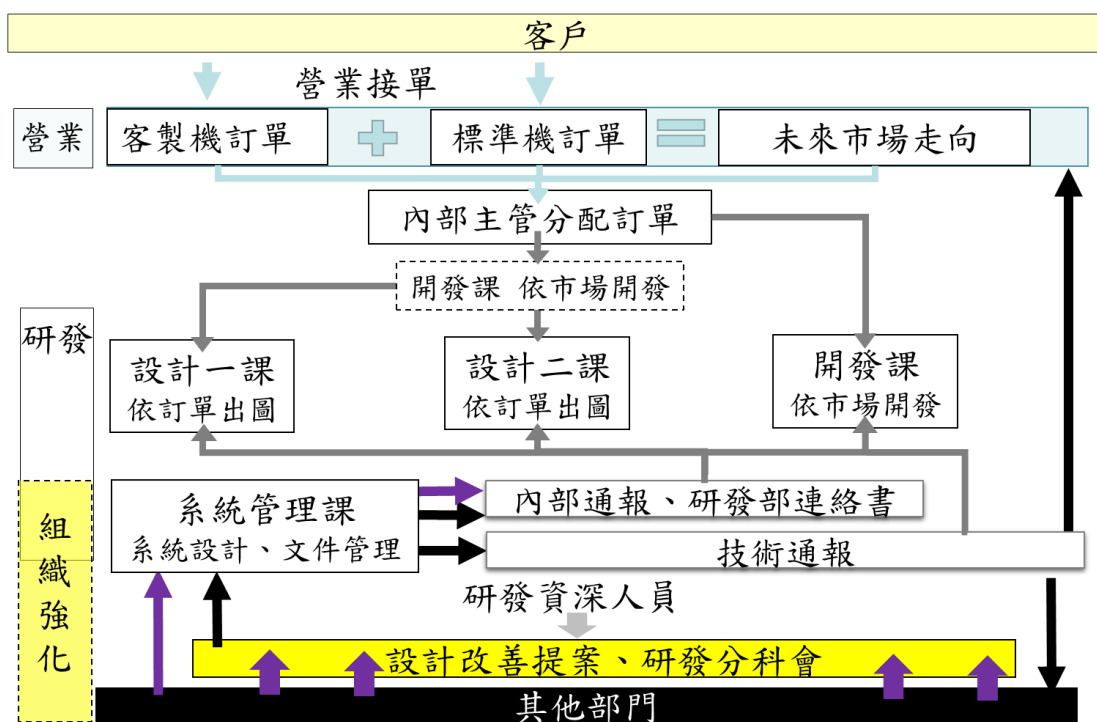 客戶
營業接單
營業
客製機訂單
標準機訂單
未來市場走向
內部主管分配訂單
開發課 依市場開發
研發
設計一課
依訂單出圖
設計二課
依訂單出圖
開發課
依市場開發
組織強化
系統管理課
系統設計、文件管理
內部通報、研發部連絡書
技術通報
研發資深人員
設計改善提案、研發分科會
其他部門